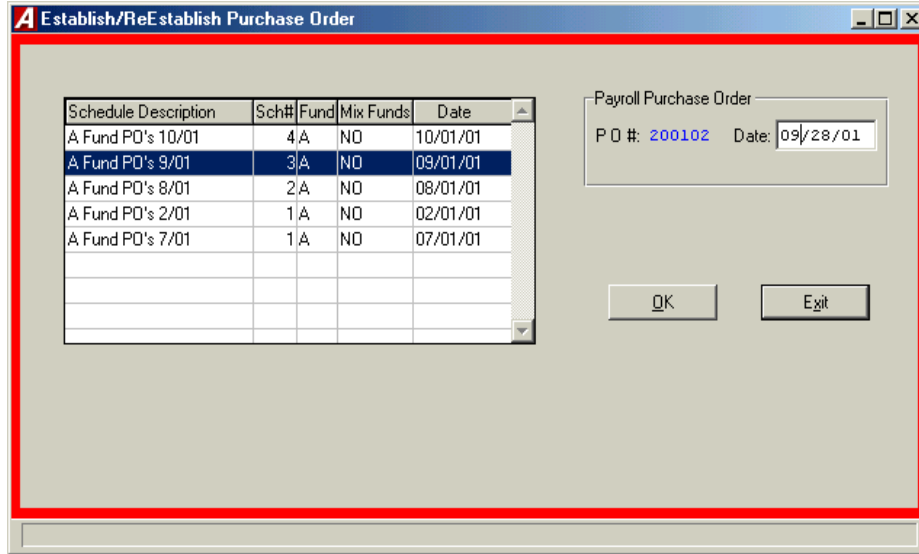 A Establish/ReEstablish Purchase Order
Schedule Description Sch# Fund Mix Funds Date
A Fund PO's 10/01 4 A NO 10/01/01
A Fund PO's 9/01 3 A NO 09/01/01
A Fund PO's 8/01 2 A NO 08/01/01
A Fund PO's 2/01 1 A NO 02/01/01
A Fund PO's 7/01 1 A NO 07/01/01
Payroll Purchase Order
P O #: 200102 Date: 09/28/01
OK Exit